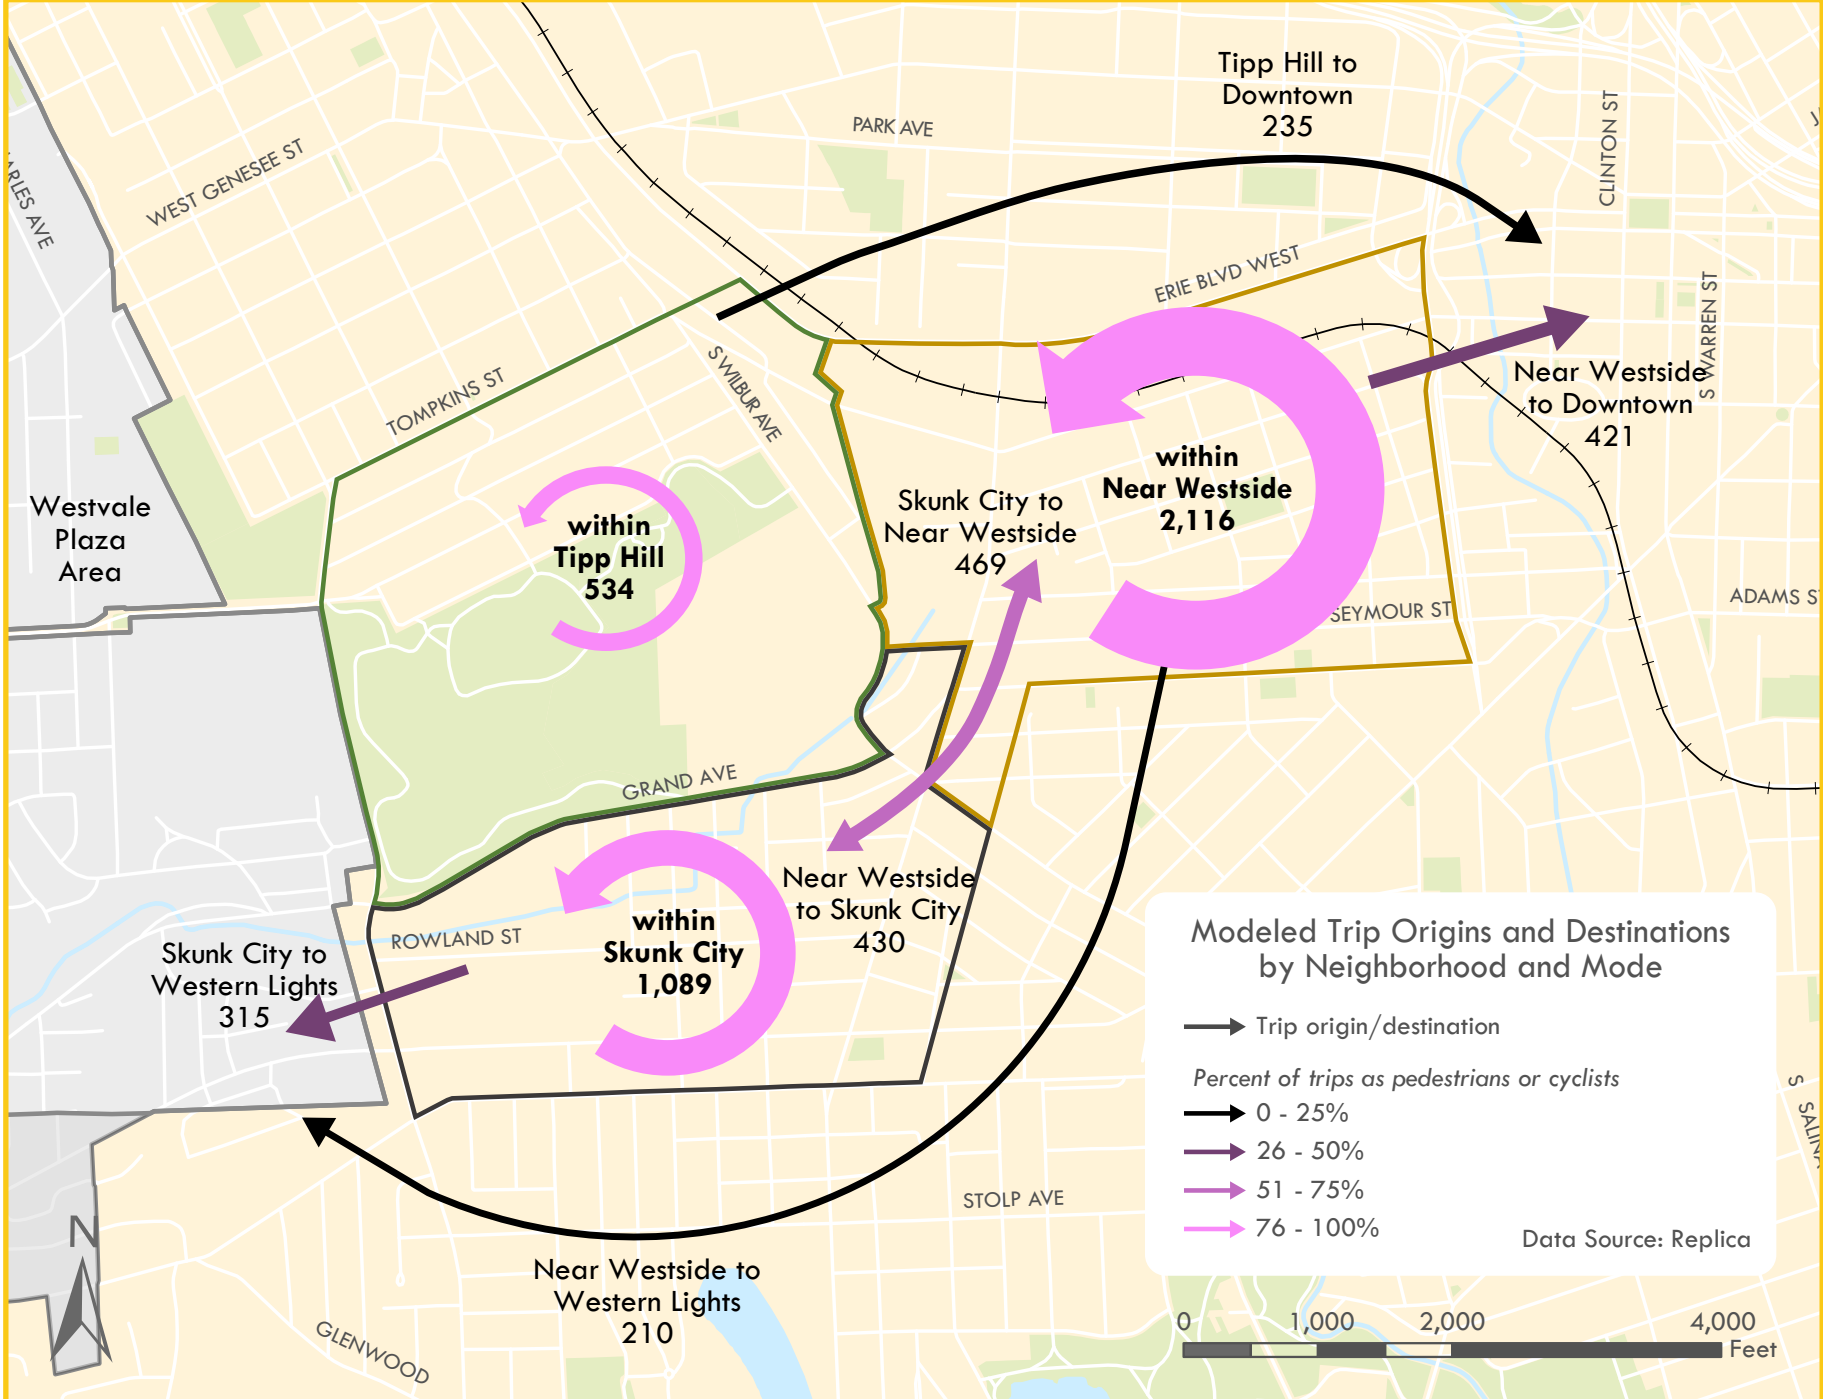 Tipp Hill to
Downtown
235
PARK AVE
CLINTON ST
WEST GENESEE ST
ERIE BLVD WEST
S WARREN ST
TOMPKINS ST
S WILBUR AVE
Near Westside
to Downtown
421
within
Near Westside
2,116
Skunk City to
Near Westside
469
Westvale
Plaza
Area
within
Tipp Hill
534
SEYMOUR ST
ADAMS S
GRAND AVE
Near Westside
to Skunk City
430
within
Skunk City
1,089
ROWLAND ST
Skunk City to
Western Lights
315
Modeled Trip Origins and Destinations
by Neighborhood and Mode
Trip origin/destination
Percent of trips as pedestrians or cyclists
0 - 25%
26 - 50%
51 - 75%
76 - 100%
Data Source: Replica
S SALINA
STOLP AVE
N
Near Westside to
Western Lights
210
GLENWOOD
0 1,000 2,000 4,000
Feet